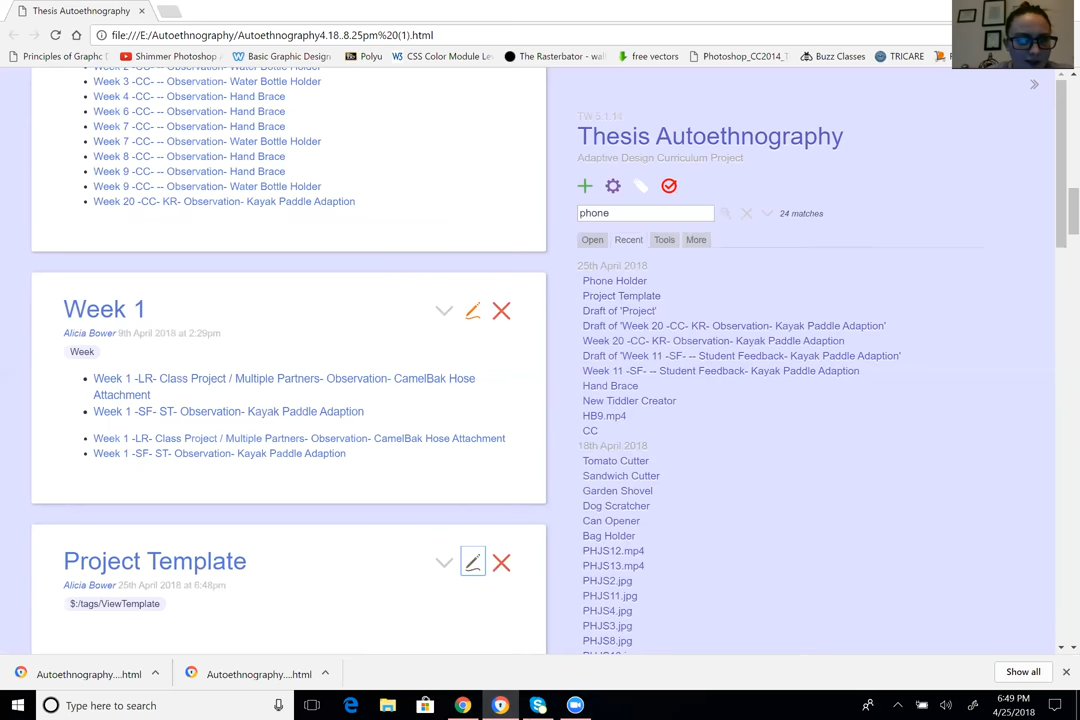 Thesis Autoethnography
file:///E:/Autoethnography/Autoethnography4.18..8.25pm%20(1).html
Principles of Graphic
Shimmer Photoshop
Basic Graphic Design
Polyu
CSS Color Module Le
The Rasterbator - th
free vectors
Photoshop_CC2014_T
Buzz Classes
TRICARE
Week 3 -CC- -- Observation- Water Bottle Holder
Week 4 -CC- -- Observation- Hand Brace
Week 6 -CC- -- Observation- Hand Brace
Week 7 -CC- -- Observation- Hand Brace
Week 7 -CC- -- Observation- Water Bottle Holder
Week 8 -CC- -- Observation- Hand Brace
Week 9 -CC- -- Observation- Hand Brace
Week 9 -CC- -- Observation- Water Bottle Holder
Week 20 -CC- KR- Observation- Kayak Paddle Adaption
Week 1
Alicia Bower 9th April 2018 at 2:29pm
Week
Week 1 -LR- Class Project / Multiple Partners- Observation- CamelBak Hose
Attachment
Week 1 -SF- ST- Observation- Kayak Paddle Adaption
Week 1 -LR- Class Project / Multiple Partners- Observation- CamelBak Hose Attachment
Week 1 -SF- ST- Observation- Kayak Paddle Adaption
Project Template
Alicia Bower 25th April 2018 at 6:48pm
$:/tags/ViewTemplate
TW 5.1.14
Thesis Autoethnography
Adaptive Design Curriculum Project
phone
24 matches
Open
Recent
Tools
More
25th April 2018
Phone Holder
Project Template
Draft of 'Project'
Draft of 'Week 20 -CC- KR- Observation- Kayak Paddle Adaption'
Week 20 -CC- KR- Observation- Kayak Paddle Adaption
Draft of 'Week 11 -SF- -- Student Feedback- Kayak Paddle Adaption'
Week 11 -SF- -- Student Feedback- Kayak Paddle Adaption
Hand Brace
New Tiddler Creator
HB9.mp4
CC
18th April 2018
Tomato Cutter
Sandwich Cutter
Garden Shovel
Dog Scratcher
Can Opener
Bag Holder
PHJS12.mp4
PHJS13.mp4
PHJS2.jpg
PHJS11.jpg
PHJS4.jpg
PHJS3.jpg
PHJS8.jpg
Autoethnography....html
Autoethnography....html
Show all
Type here to search
6:49 PM
4/25/2018